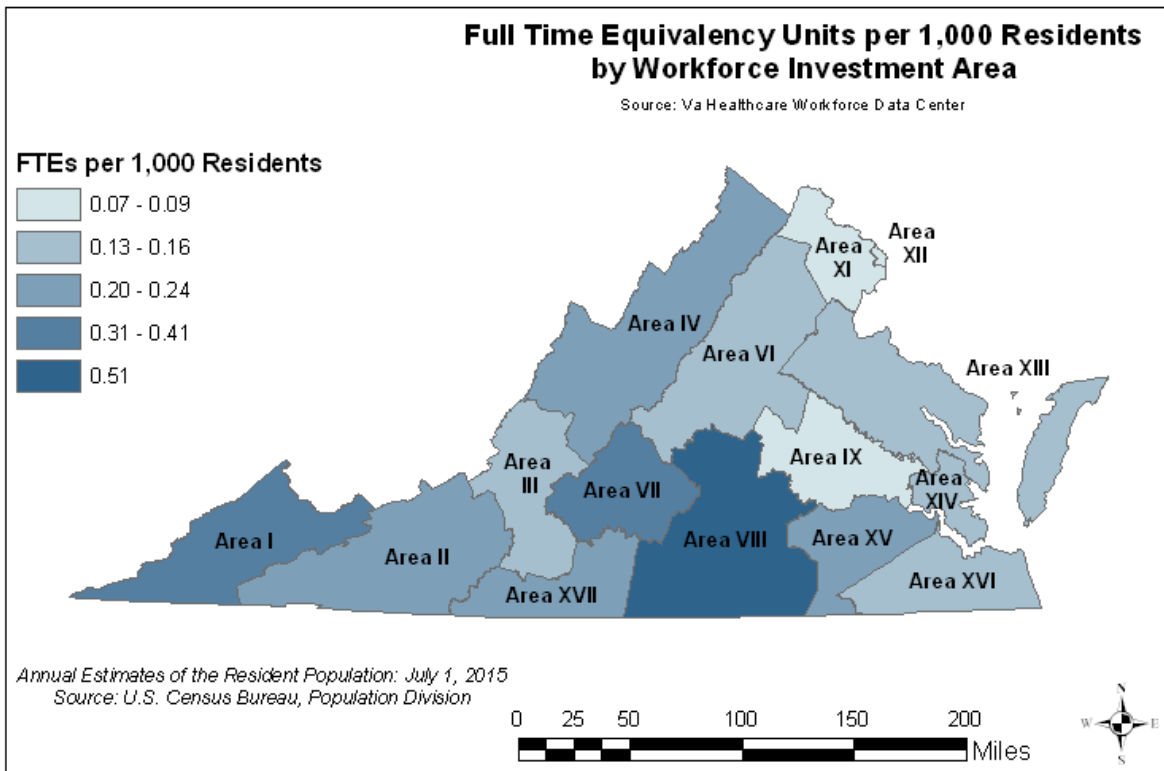 Full Time Equivalency Units per 1,000 Residents
by Workforce Investment Area
Source: Va Healthcare Workforce Data Center
FTEs per 1,000 Residents
0.07 - 0.09
0.13 - 0.16
0.20 - 0.24
0.31 - 0.41
0.51
Area
XII
Area
XI
Area IV
Area VI
Area XIII
Area IX
Area
III
Area VII
Area
XIV
Area I
Area II
Area VIII
Area XV
Area XVI
Area XVII
Annual Estimates of the Resident Population: July 1, 2015
Source: U.S. Census Bureau, Population Division
0 25 50 100 150 200
Miles
N
W E
S